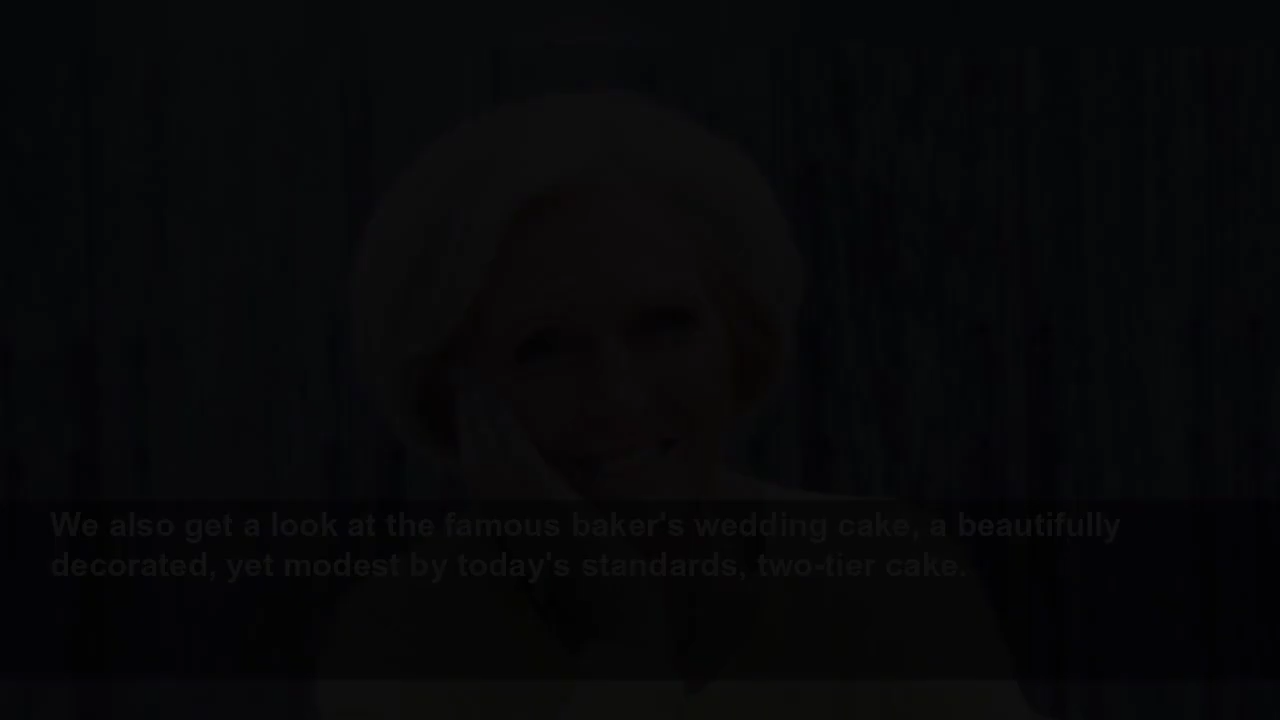 We also get a look at the famous baker's wedding cake, a beautifully
decorated, yet modest by today's standards, two-tier cake.